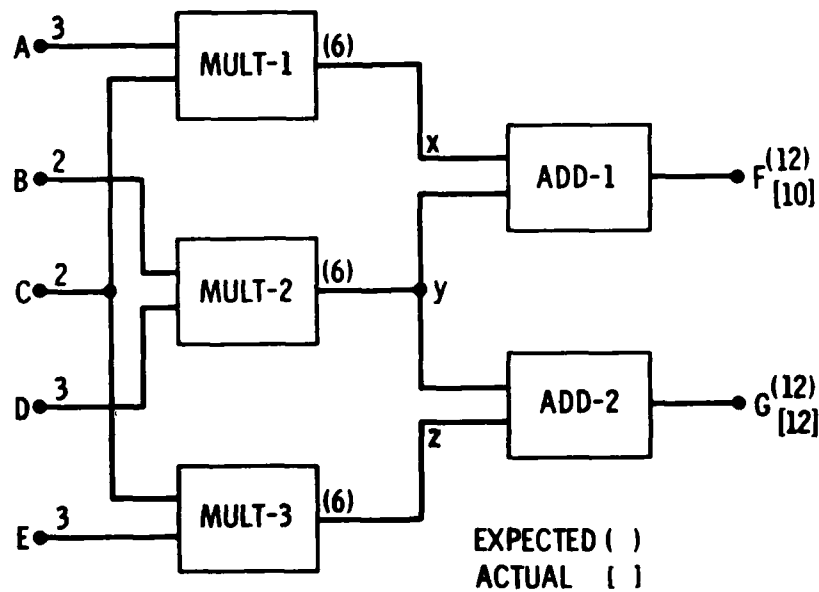 A 3
MULT-1
(6)
x
ADD-1
F (12)
[10]
B 2
C 2
MULT-2
(6)
y
D 3
ADD-2
G (12)
[12]
z
E 3
MULT-3
(6)
EXPECTED ( )
ACTUAL [ ]